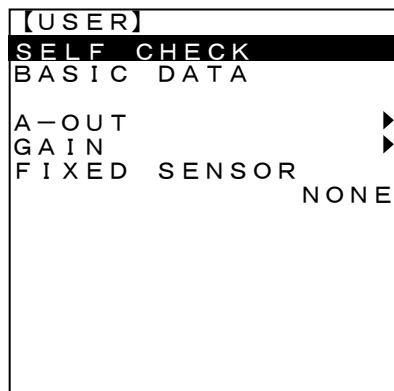 【USER】
SELF CHECK
BASIC DATA
A－OUT ▶
GAIN ▶
FIXED SENSOR
NONE